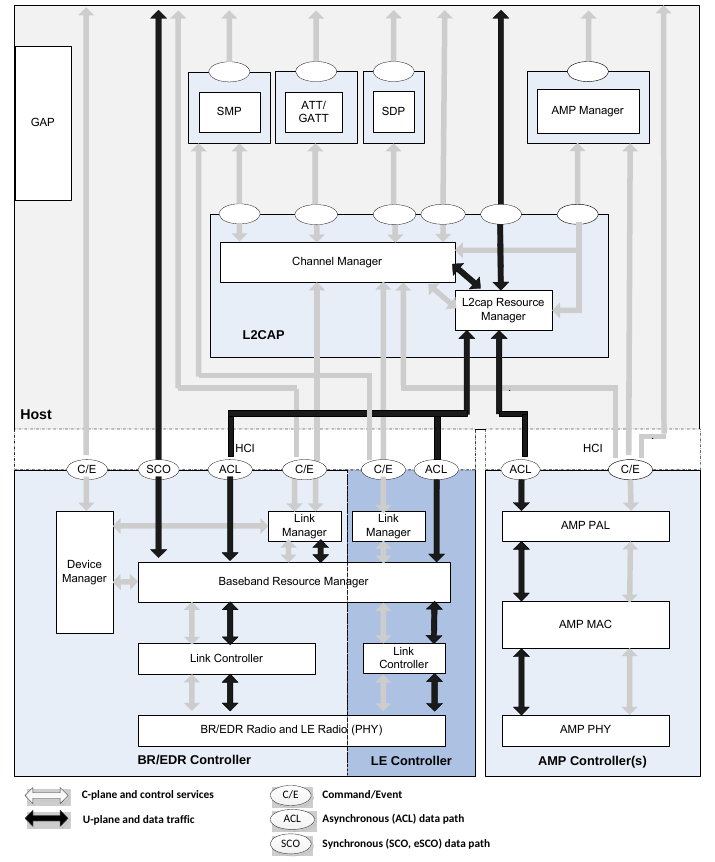 GAP
SMP
ATT/
GATT
SDP
AMP Manager
Channel Manager
L2cap Resource
Manager
L2CAP
Host
HCI
HCI
C/E
SCO
ACL
C/E
C/E
ACL
ACL
C/E
Link
Manager
Link
Manager
AMP PAL
Device
Manager
Baseband Resource Manager
AMP MAC
Link Controller
Link
Controller
BR/EDR Radio and LE Radio (PHY)
AMP PHY
BR/EDR Controller
LE Controller
AMP Controller(s)
C-plane and control services
C/E
Command/Event
U-plane and data traffic
ACL
Asynchronous (ACL) data path
SCO
Synchronous (SCO, eSCO) data path